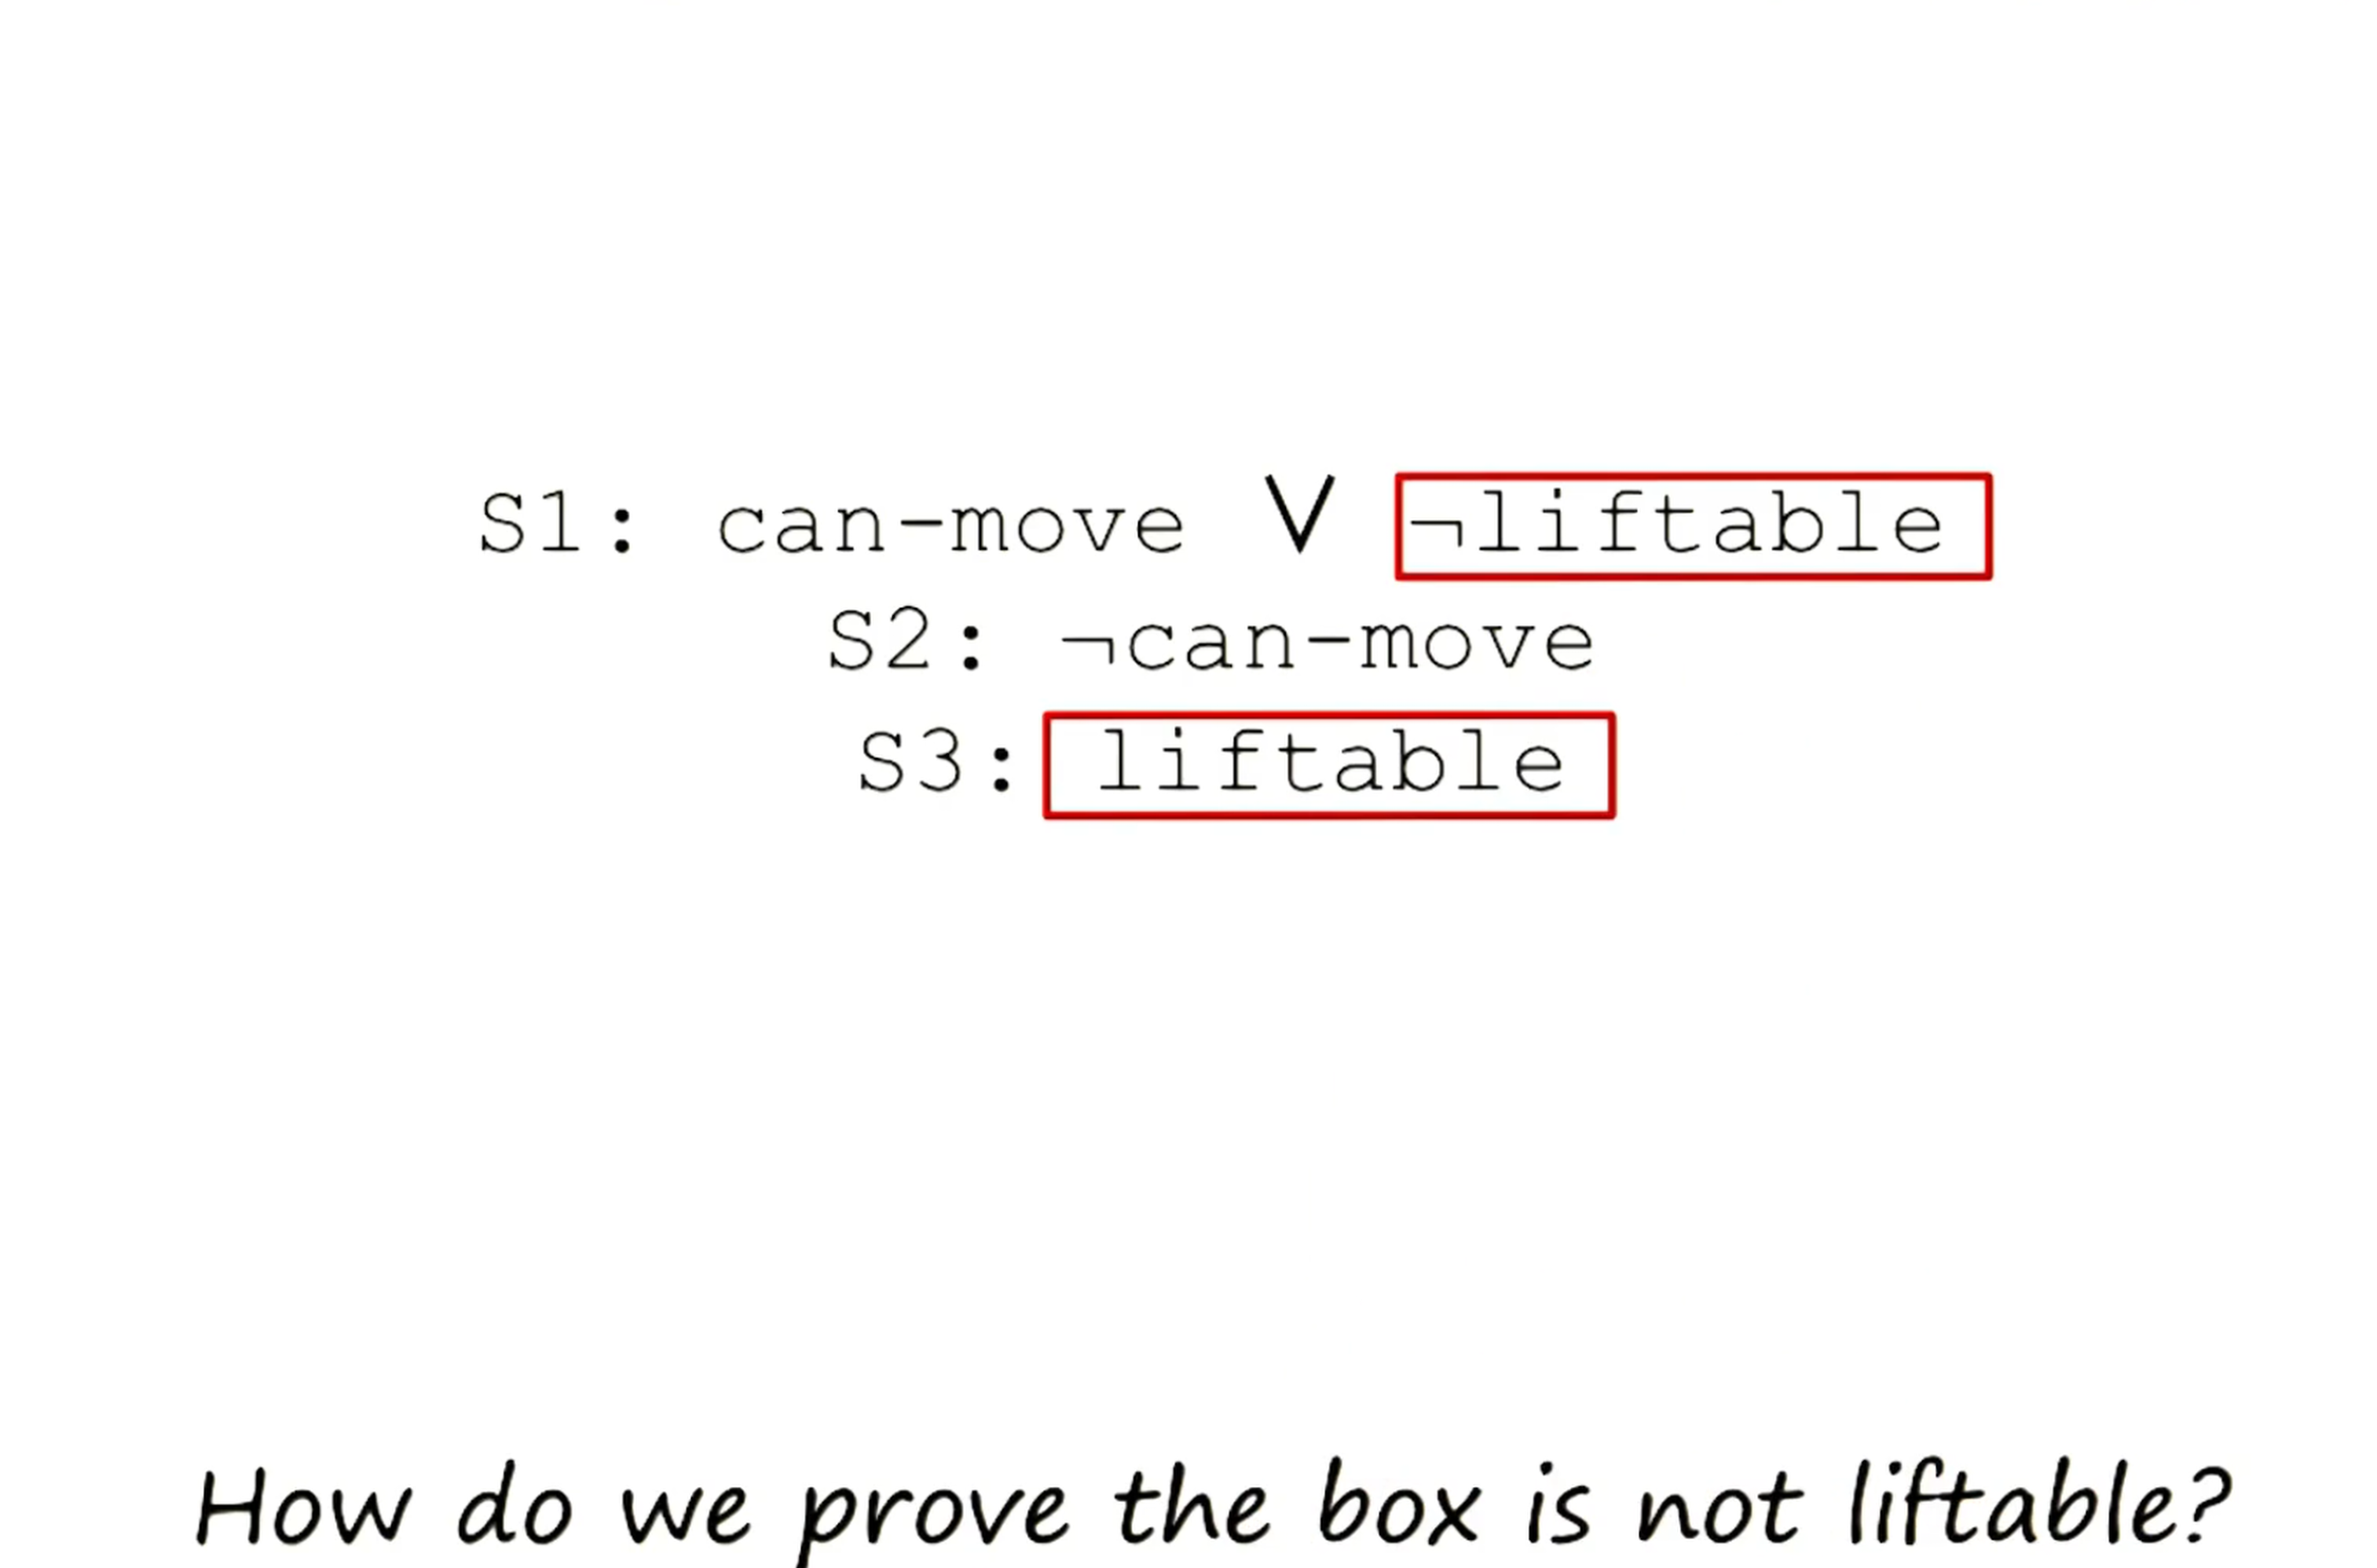 S1: can-move V ¬liftable
S2: ¬can-move
S3: liftable
How do we prove the box is not liftable?